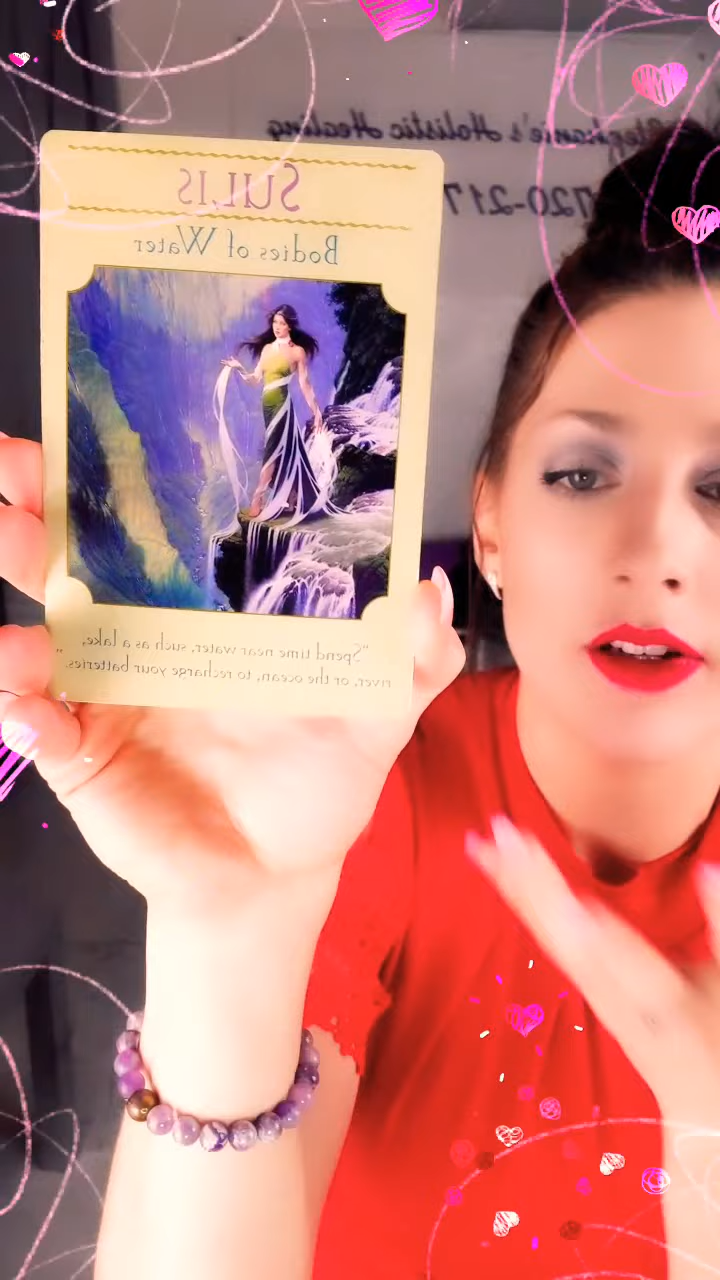 Stephanie's Holistic Healing
720-217
SULIS
Bodies of Water
"Spend time near water, such as a lake,
river, or the ocean, to recharge your batteries."